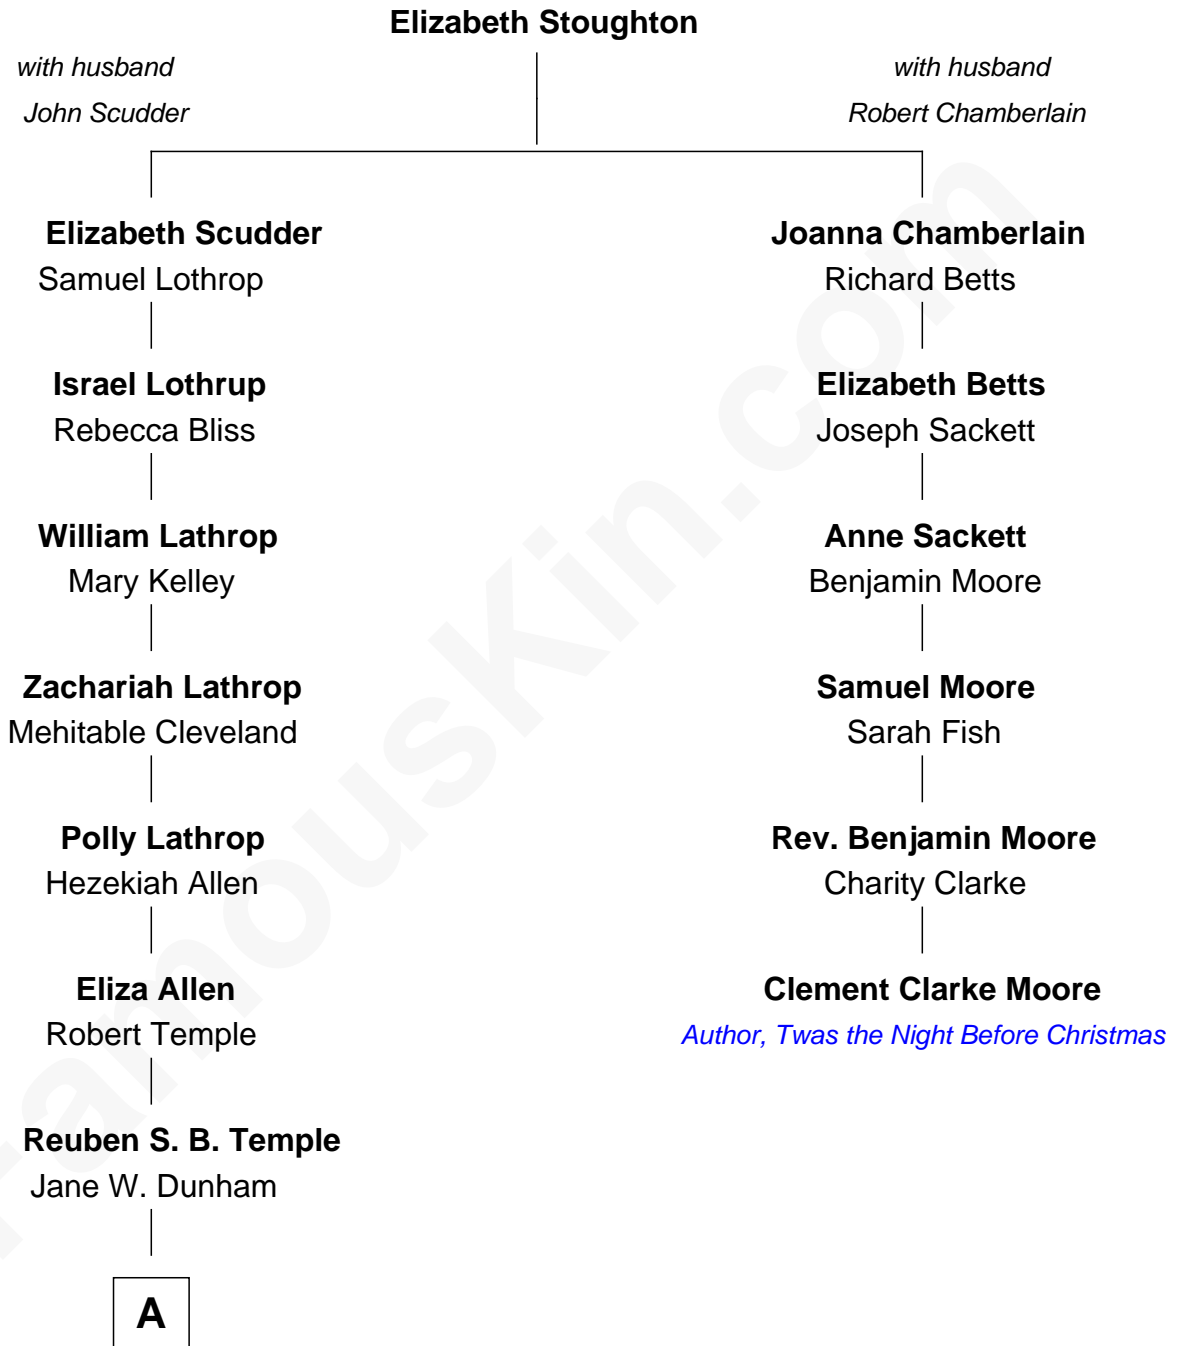 Elizabeth Stoughton
with husband
John Scudder
with husband
Robert Chamberlain
Elizabeth Scudder
Samuel Lothrop
Joanna Chamberlain
Richard Betts
Israel Lothrup
Rebecca Bliss
Elizabeth Betts
Joseph Sackett
William Lathrop
Mary Kelley
Anne Sackett
Benjamin Moore
Zachariah Lathrop
Mehitable Cleveland
Samuel Moore
Sarah Fish
Polly Lathrop
Hezekiah Allen
Rev. Benjamin Moore
Charity Clarke
Eliza Allen
Robert Temple
Clement Clarke Moore
Author, Twas the Night Before Christmas
Reuben S. B. Temple
Jane W. Dunham
A
FamousKin.com